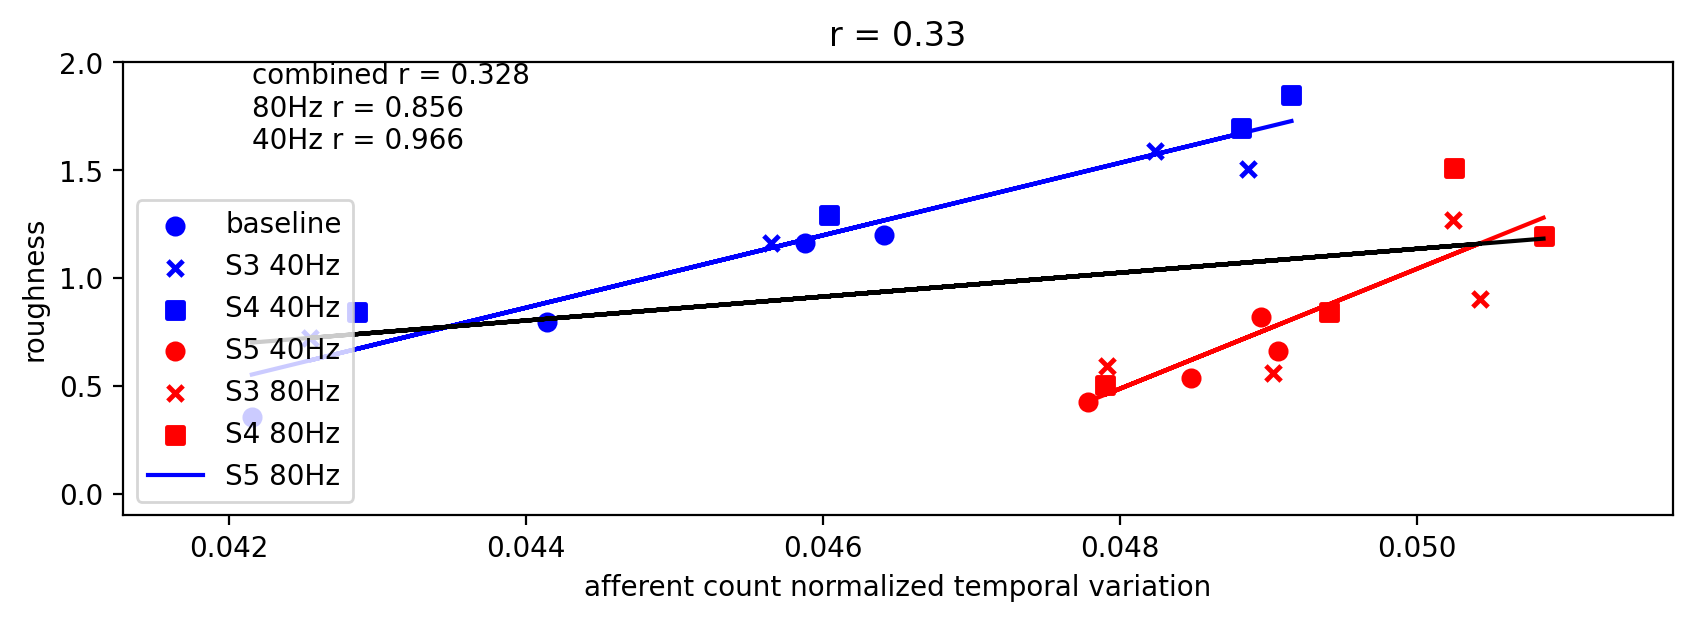 r = 0.33
combined r = 0.328
80Hz r = 0.856
40Hz r = 0.966
2.0
1.5
1.0
0.5
0.0
roughness
baseline
S3 40Hz
S4 40Hz
S5 40Hz
S3 80Hz
S4 80Hz
S5 80Hz
0.042 0.044 0.046 0.048 0.050
afferent count normalized temporal variation